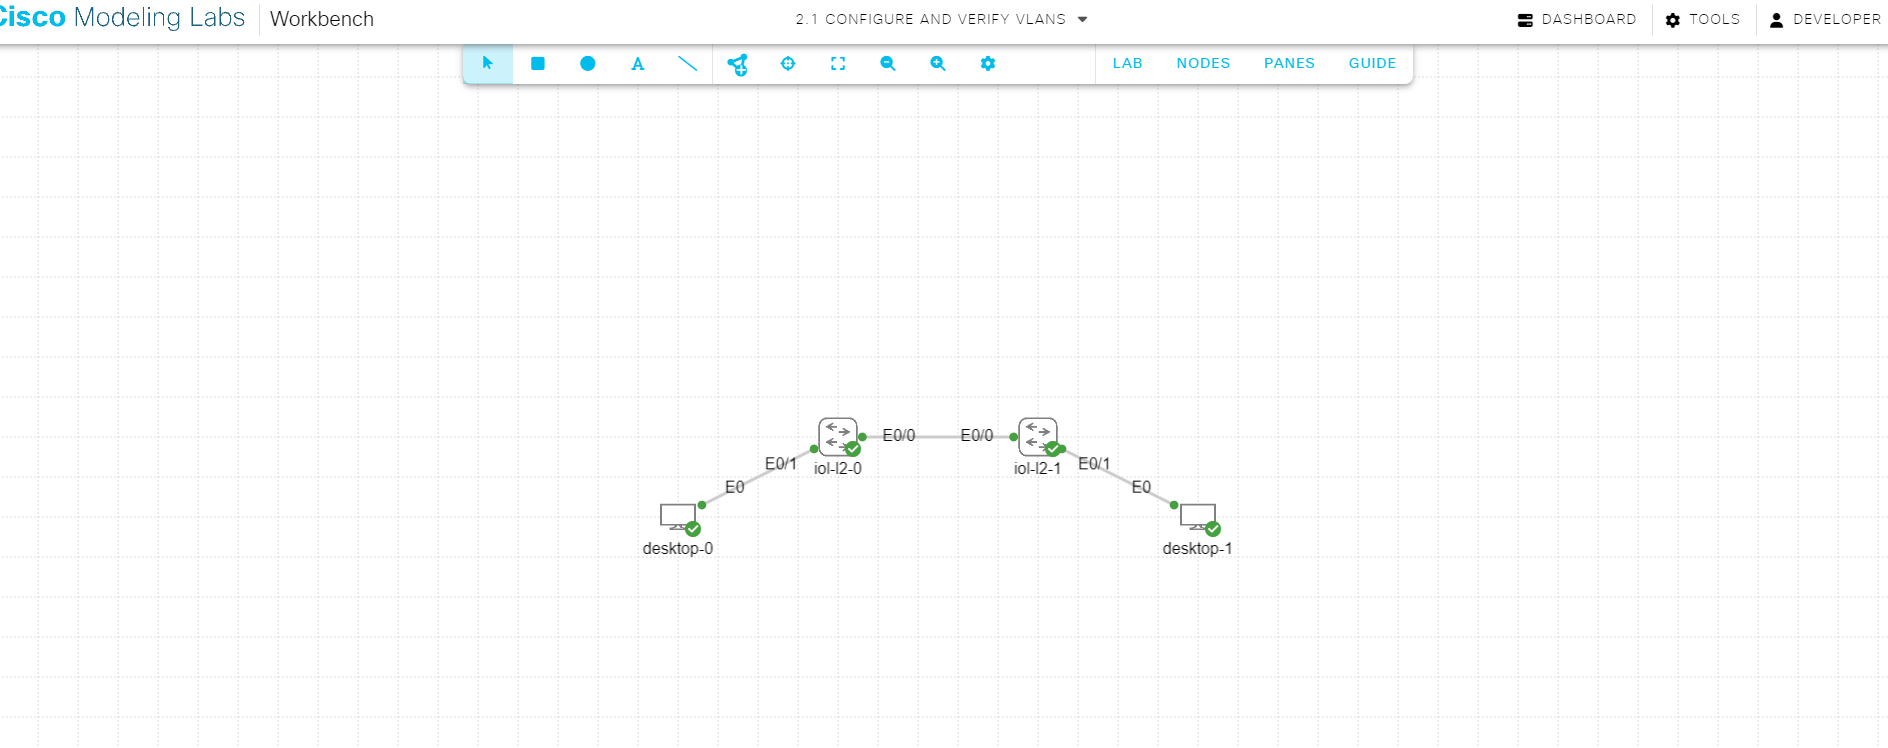 Cisco Modeling Labs Workbench 2.1 CONFIGURE AND VERIFY VLANS DASHBOARD TOOLS DEVELOPER
A LAB NODES PANES GUIDE
E0/0 E0/0
E0/1 iol-l2-0 iol-l2-1 E0/1
E0 E0
desktop-0 desktop-1